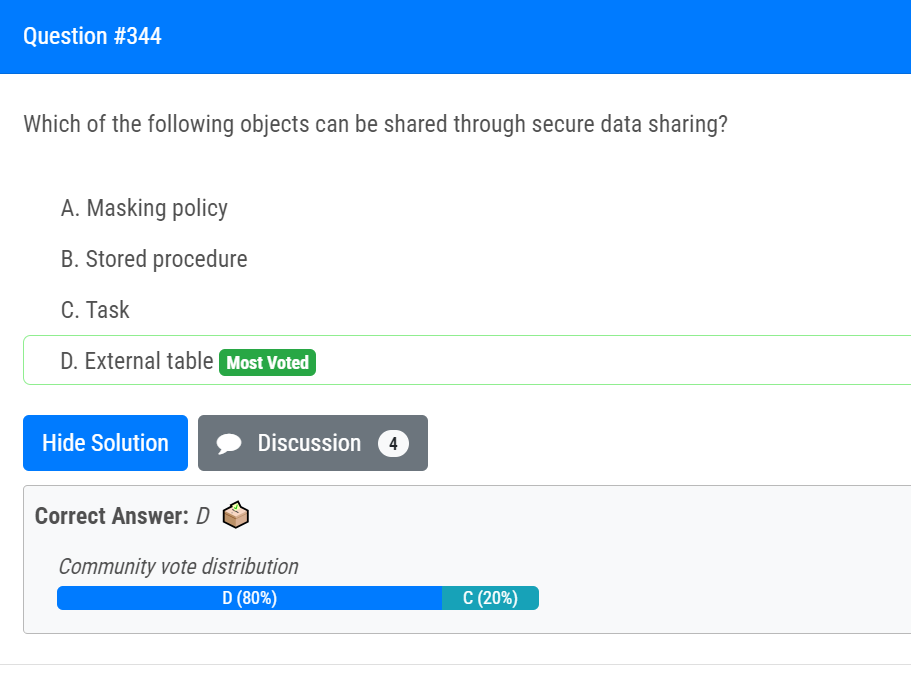 Question #344
Which of the following objects can be shared through secure data sharing?
A. Masking policy
B. Stored procedure
C. Task
D. External table Most Voted
Hide Solution Discussion 4
Correct Answer: D
Community vote distribution
D (80%) C (20%)